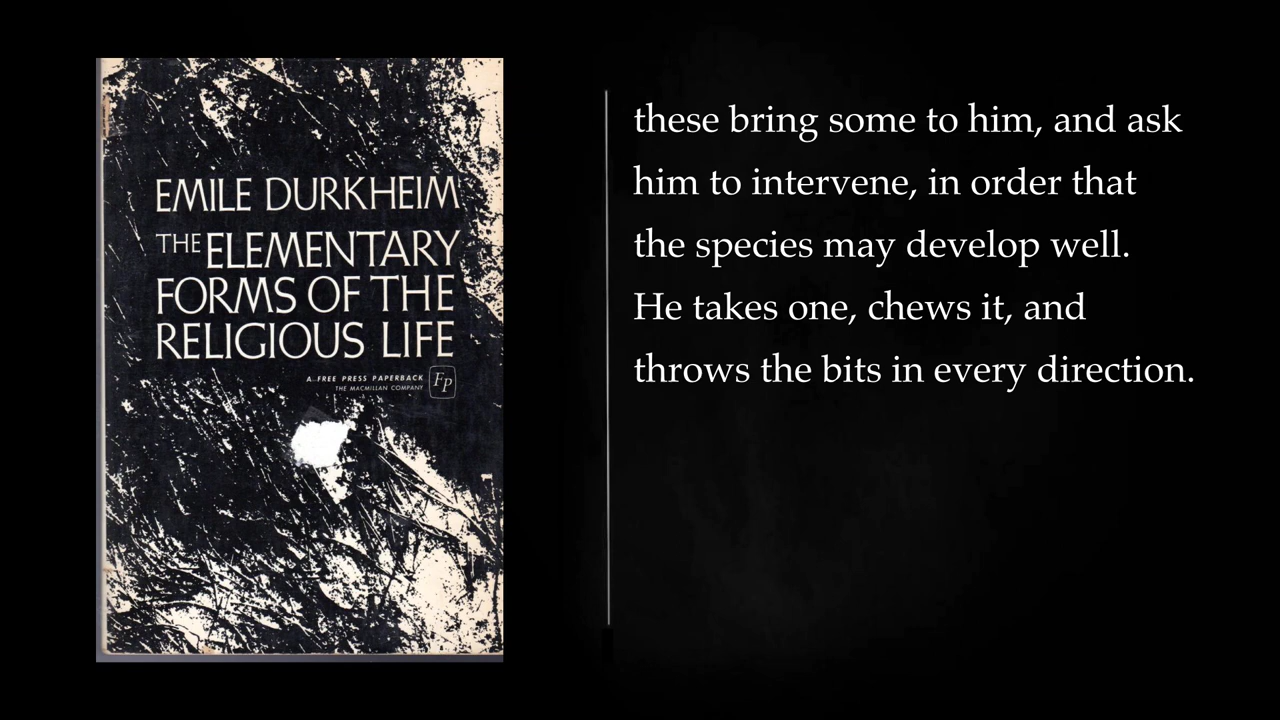 EMILE DURKHEIM
THE ELEMENTARY
FORMS OF THE
RELIGIOUS LIFE
A FREE PRESS PAPERBACK
THE MACMILLAN COMPANY
Fp
these bring some to him, and ask
him to intervene, in order that
the species may develop well.
He takes one, chews it, and
throws the bits in every direction.